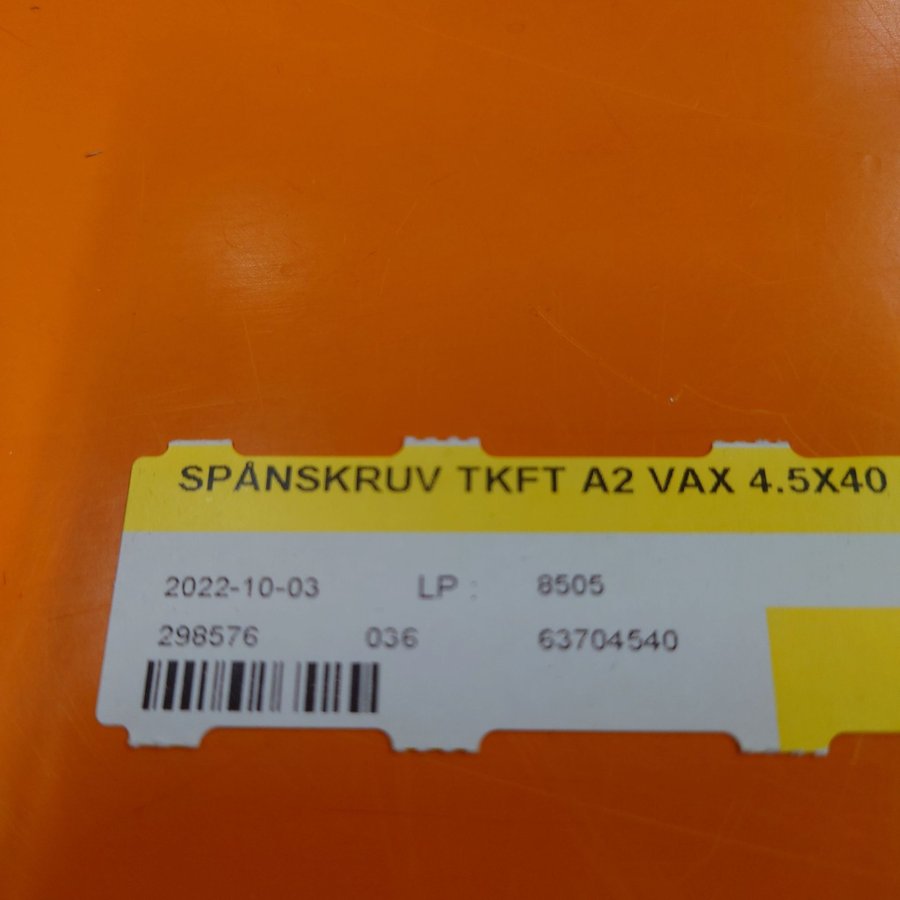 SPÅNSKRUV TKFT A2 VAX 4.5X40
2022-10-03 LP : 8505
298576 036 63704540